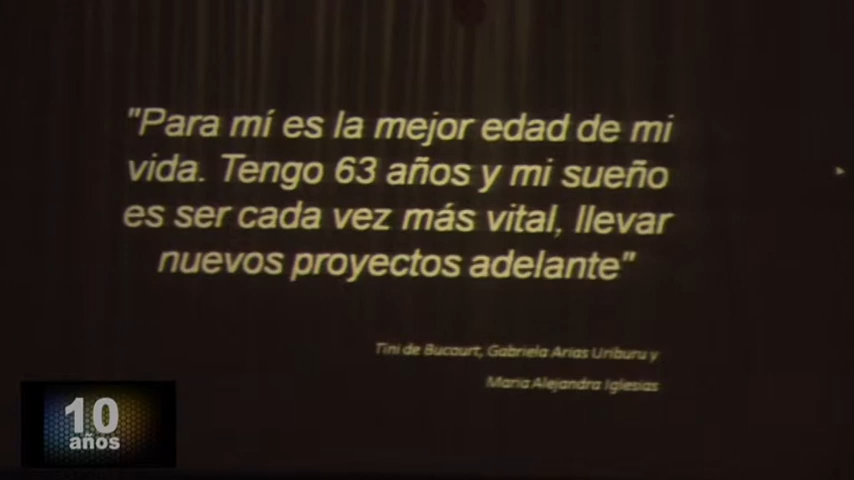 "Para mí es la mejor edad de mi
vida. Tengo 63 años y mi sueño
es ser cada vez más vital, llevar
nuevos proyectos adelante"
Tini de Bucourt, Gabriela Arias Uriburu y
Maria Alejandra Iglesias
10
años